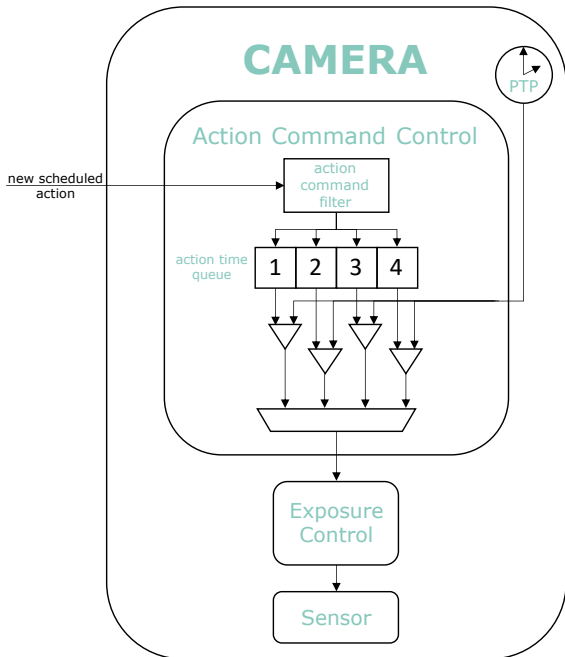 CAMERA
PTP
Action Command Control
new scheduled
action
action
command
filter
action time
queue
1 2 3 4
Exposure
Control
Sensor